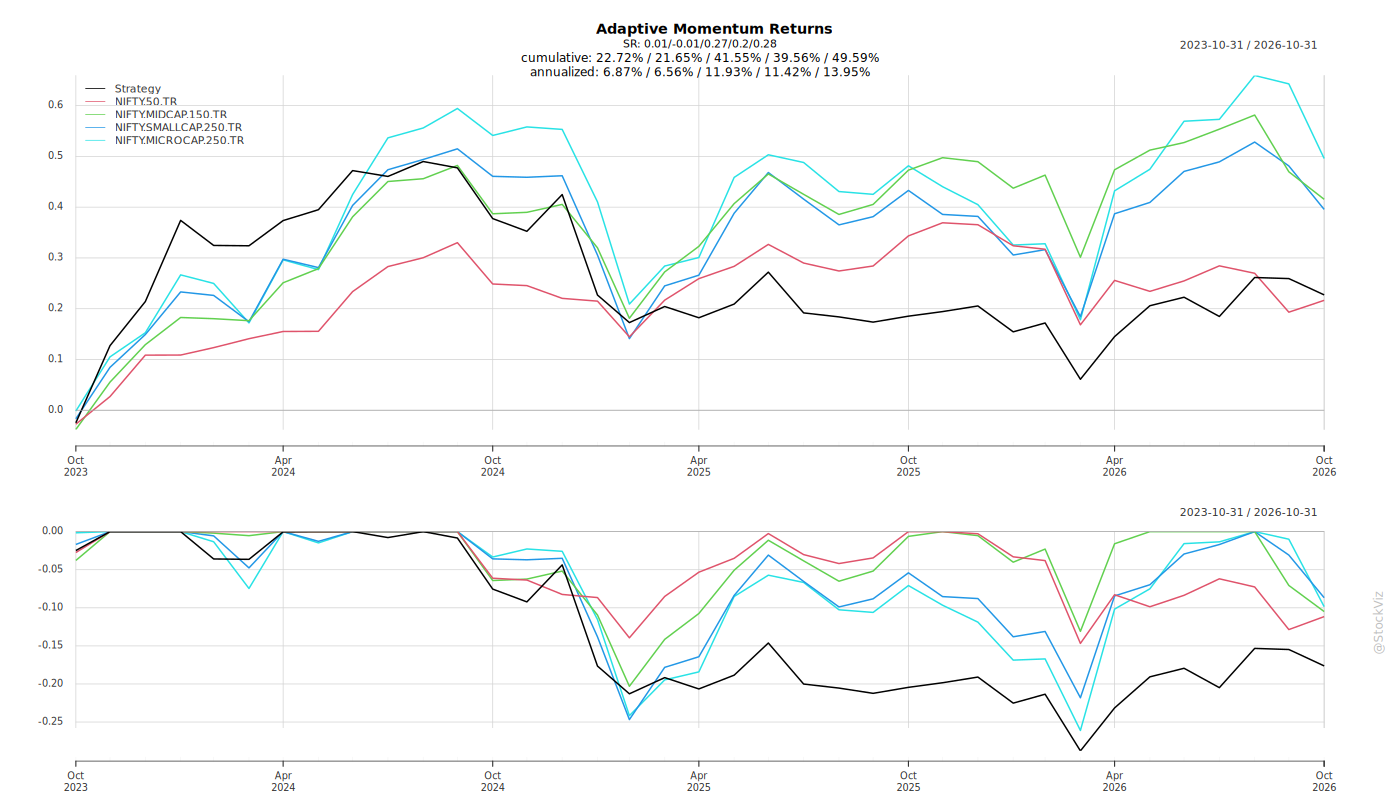 Adaptive Momentum Returns
SR: 0.01/-0.01/0.27/0.2/0.28
cumulative: 22.72% / 21.65% / 41.55% / 39.56% / 49.59%
annualized: 6.87% / 6.56% / 11.93% / 11.42% / 13.95%
2023-10-31 / 2026-10-31
Strategy
NIFTY.50.TR
NIFTY.MIDCAP.150.TR
NIFTY.SMALLCAP.250.TR
NIFTY.MICROCAP.250.TR
0.6
0.5
0.4
0.3
0.2
0.1
0.0
Oct Apr Oct Apr Oct Apr Oct
2023 2024 2024 2025 2025 2026 2026
2023-10-31 / 2026-10-31
0.00
-0.05
-0.10
-0.15
-0.20
-0.25
Oct Apr Oct Apr Oct Apr Oct
2023 2024 2024 2025 2025 2026 2026
@StockViz